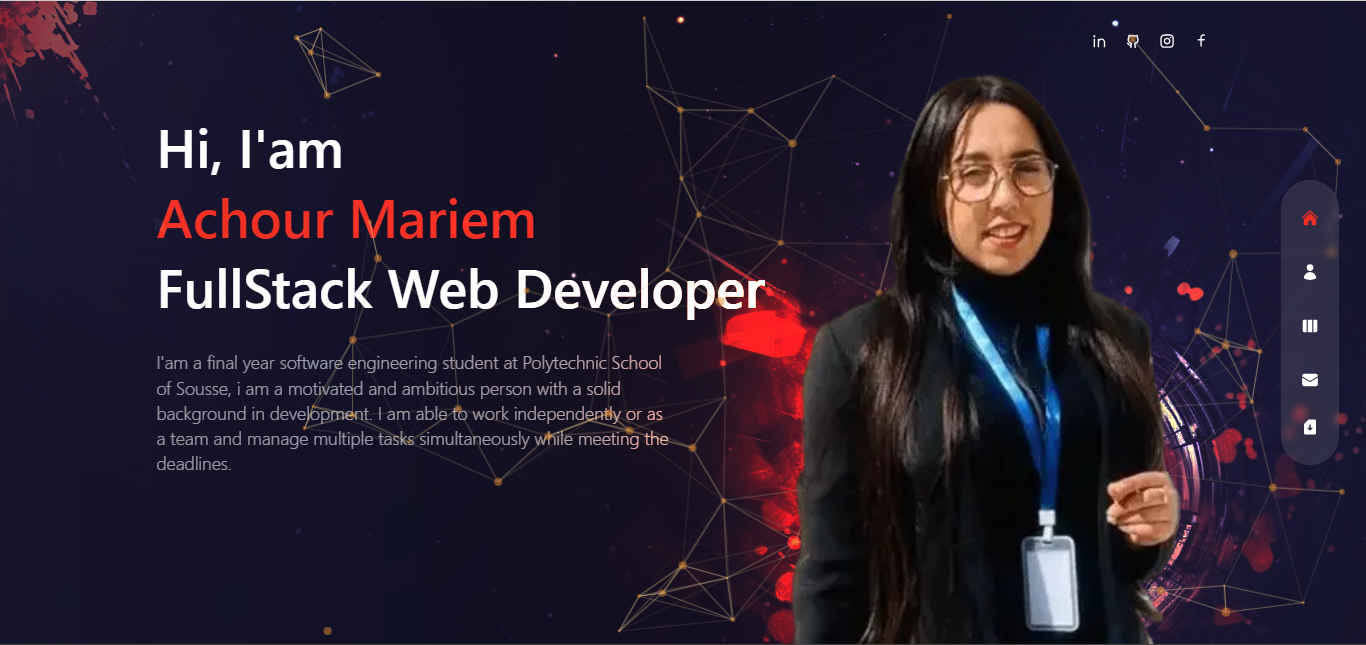 Hi, I'am
Achour Mariem
FullStack Web Developer
I'am a final year software engineering student at Polytechnic School
of Sousse, i am a motivated and ambitious person with a solid
background in development. I am able to work independently or as
a team and manage multiple tasks simultaneously while meeting the
deadlines.